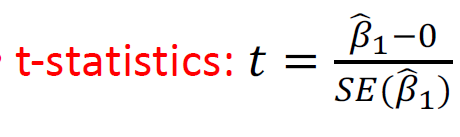 • t-statistics: t = (β̂₁−0) / SE(β̂₁)